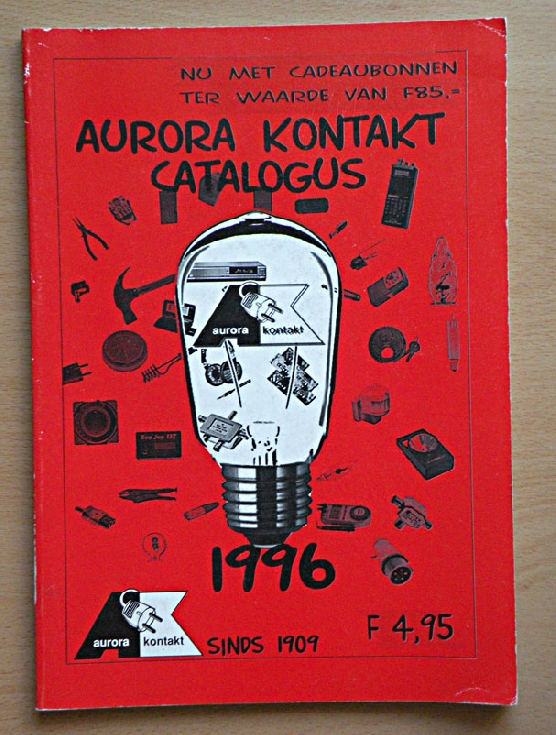 NU MET CADEAUBONNEN
TER WAARDE VAN F85.=
AURORA KONTAKT
CATALOGUS
aurora kontakt
1996
aurora kontakt
SINDS 1909
F 4,95